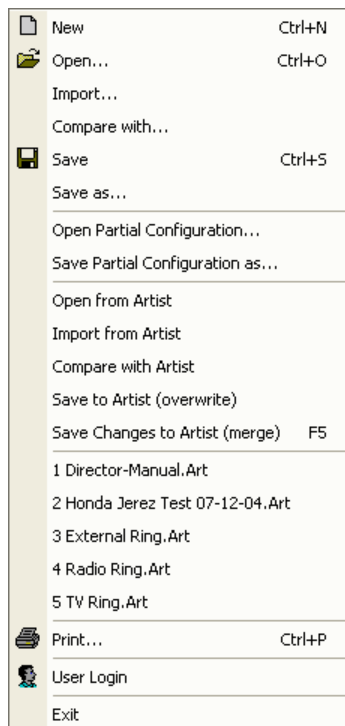 New Ctrl+N
Open... Ctrl+O
Import...
Compare with...
Save Ctrl+S
Save as...
Open Partial Configuration...
Save Partial Configuration as...
Open from Artist
Import from Artist
Compare with Artist
Save to Artist (overwrite)
Save Changes to Artist (merge) F5
1 Director-Manual.Art
2 Honda Jerez Test 07-12-04.Art
3 External Ring.Art
4 Radio Ring.Art
5 TV Ring.Art
Print... Ctrl+P
User Login
Exit